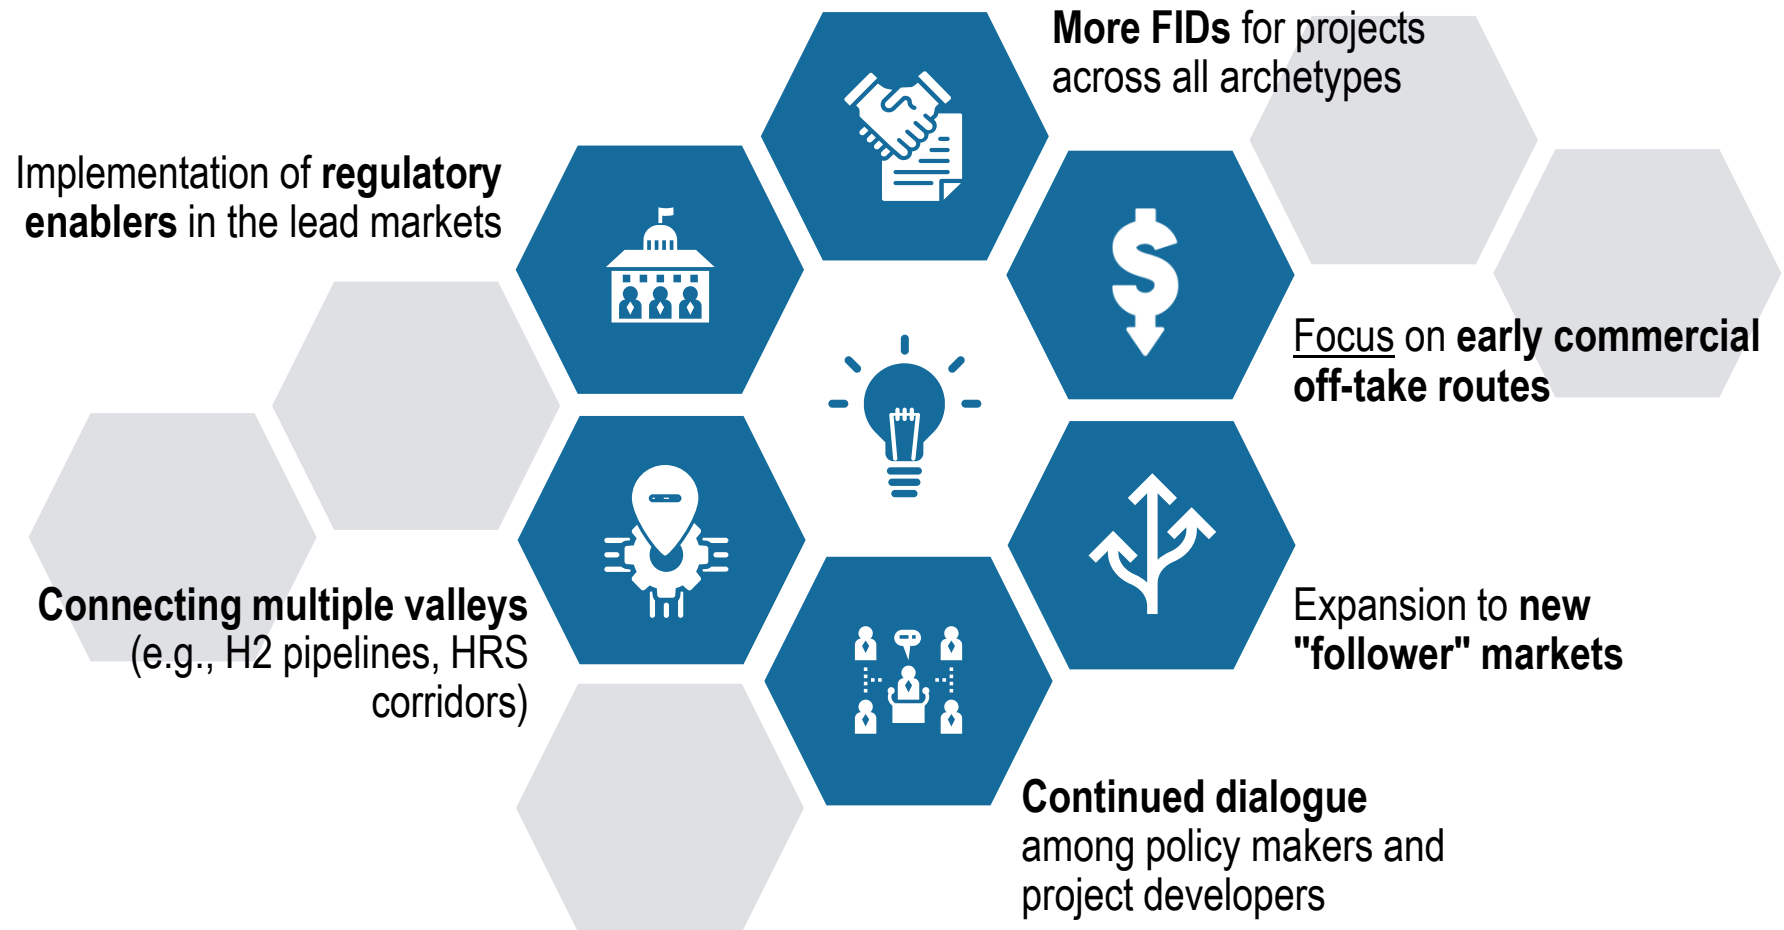 More FIDs for projects
across all archetypes
Implementation of regulatory
enablers in the lead markets
Focus on early commercial
off-take routes
Connecting multiple valleys
(e.g., H2 pipelines, HRS
corridors)
Expansion to new
"follower" markets
Continued dialogue
among policy makers and
project developers